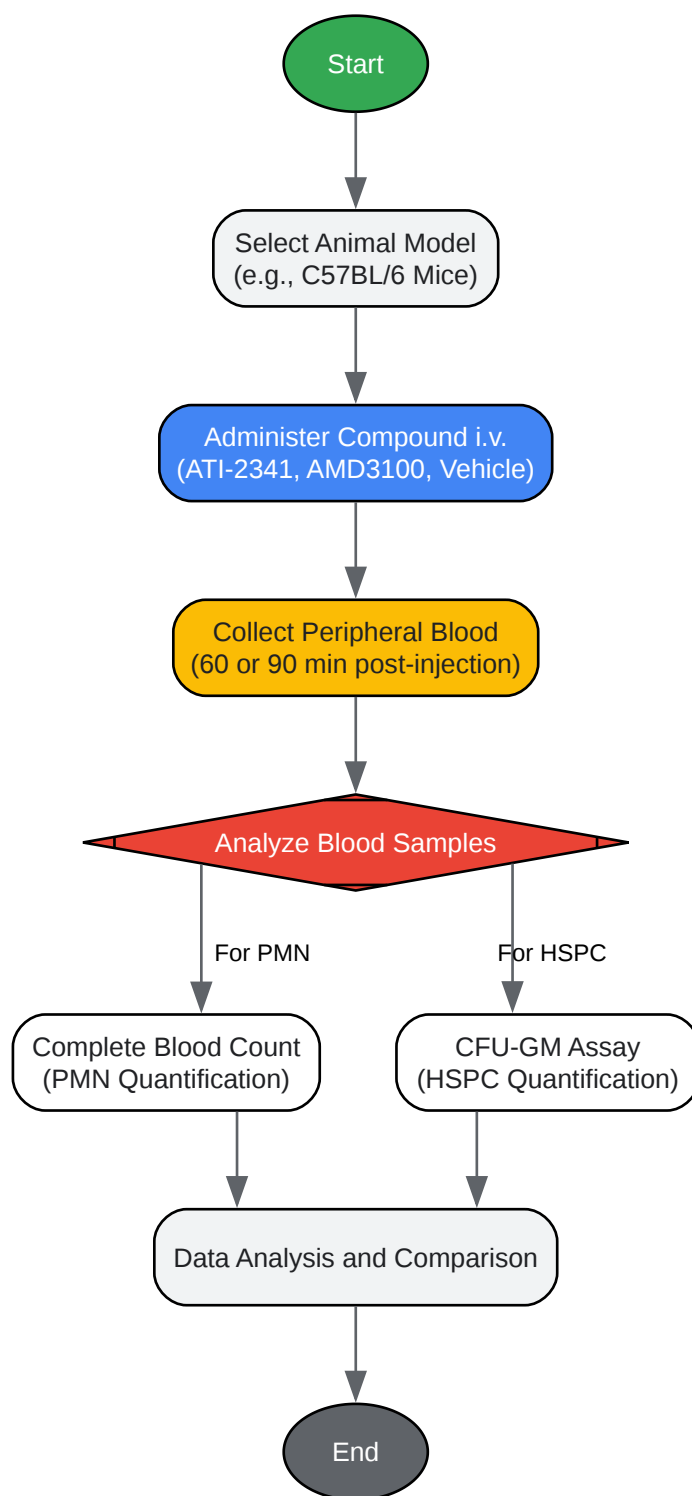 Start
Select Animal Model
(e.g., C57BL/6 Mice)
Administer Compound i.v.
(ATI-2341, AMD3100, Vehicle)
Collect Peripheral Blood
(60 or 90 min post-injection)
Analyze Blood Samples
For PMN
For HSPC
Complete Blood Count
(PMN Quantification)
CFU-GM Assay
(HSPC Quantification)
Data Analysis and Comparison
End